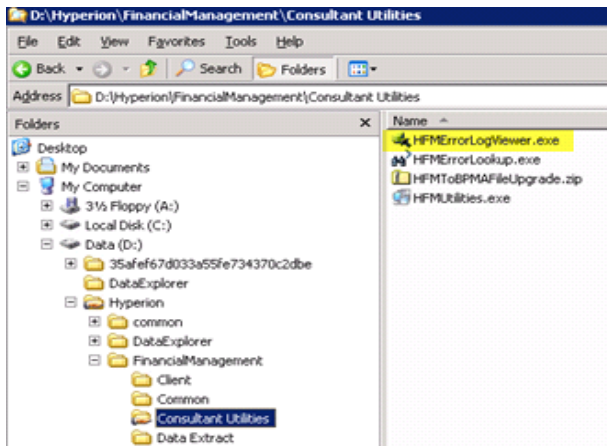 D:\Hyperion\FinancialManagement\Consultant Utilities
File Edit View Favorites Tools Help
Back Search Folders
Address D:\Hyperion\FinancialManagement\Consultant Utilities
Folders
Name
Desktop
HFMErrorLogViewer.exe
My Documents
HFMErrorLookup.exe
My Computer
HFMToBPMAFileUpgrade.zip
3½ Floppy (A:)
HFMUtilities.exe
Local Disk (C:)
Data (D:)
35afef67d033a55fe734370c2dbe
DataExplorer
Hyperion
common
DataExplorer
FinancialManagement
Client
Common
Consultant Utilities
Data Extract